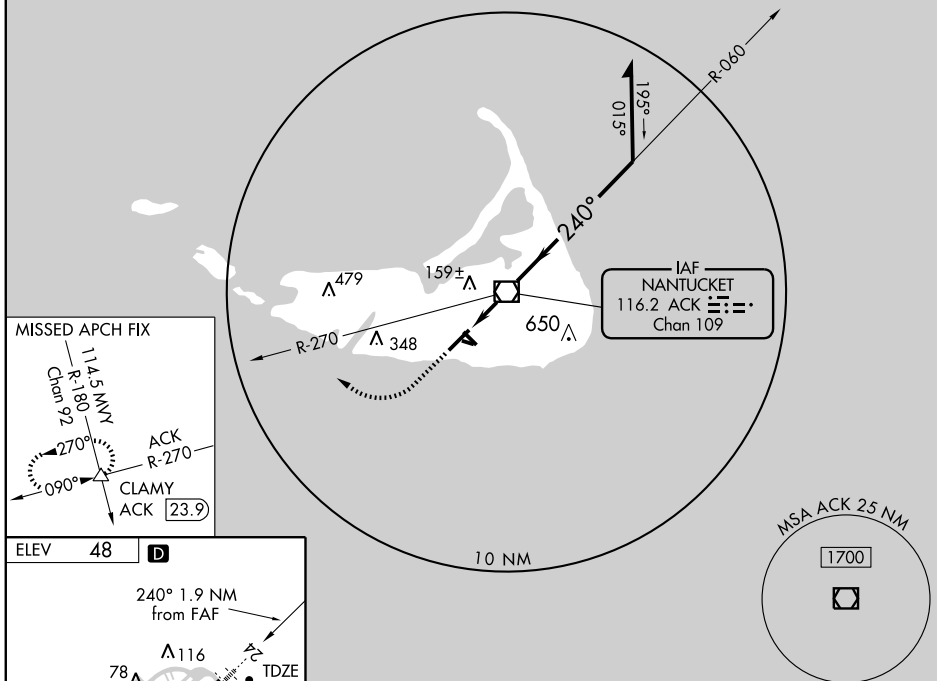 R-060
195°
015°
240°
IAF
NANTUCKET
116.2 ACK
Chan 109
479
159±
650
348
R-270
MISSED APCH FIX
114.5 MVY
R-180
Chan 92
270°
ACK
R-270
090°
CLAMY
ACK 23.9
10 NM
MSA ACK 25 NM
1700
ELEV 48 D
240° 1.9 NM
from FAF
24
116
78
TDZE